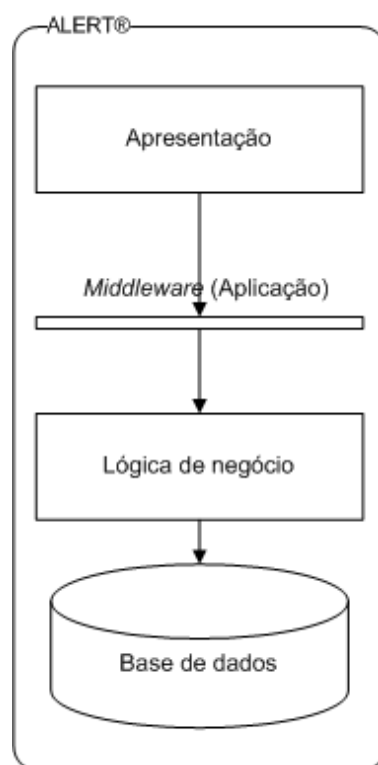 ALERT®
Apresentação
Middleware (Aplicação)
Lógica de negócio
Base de dados